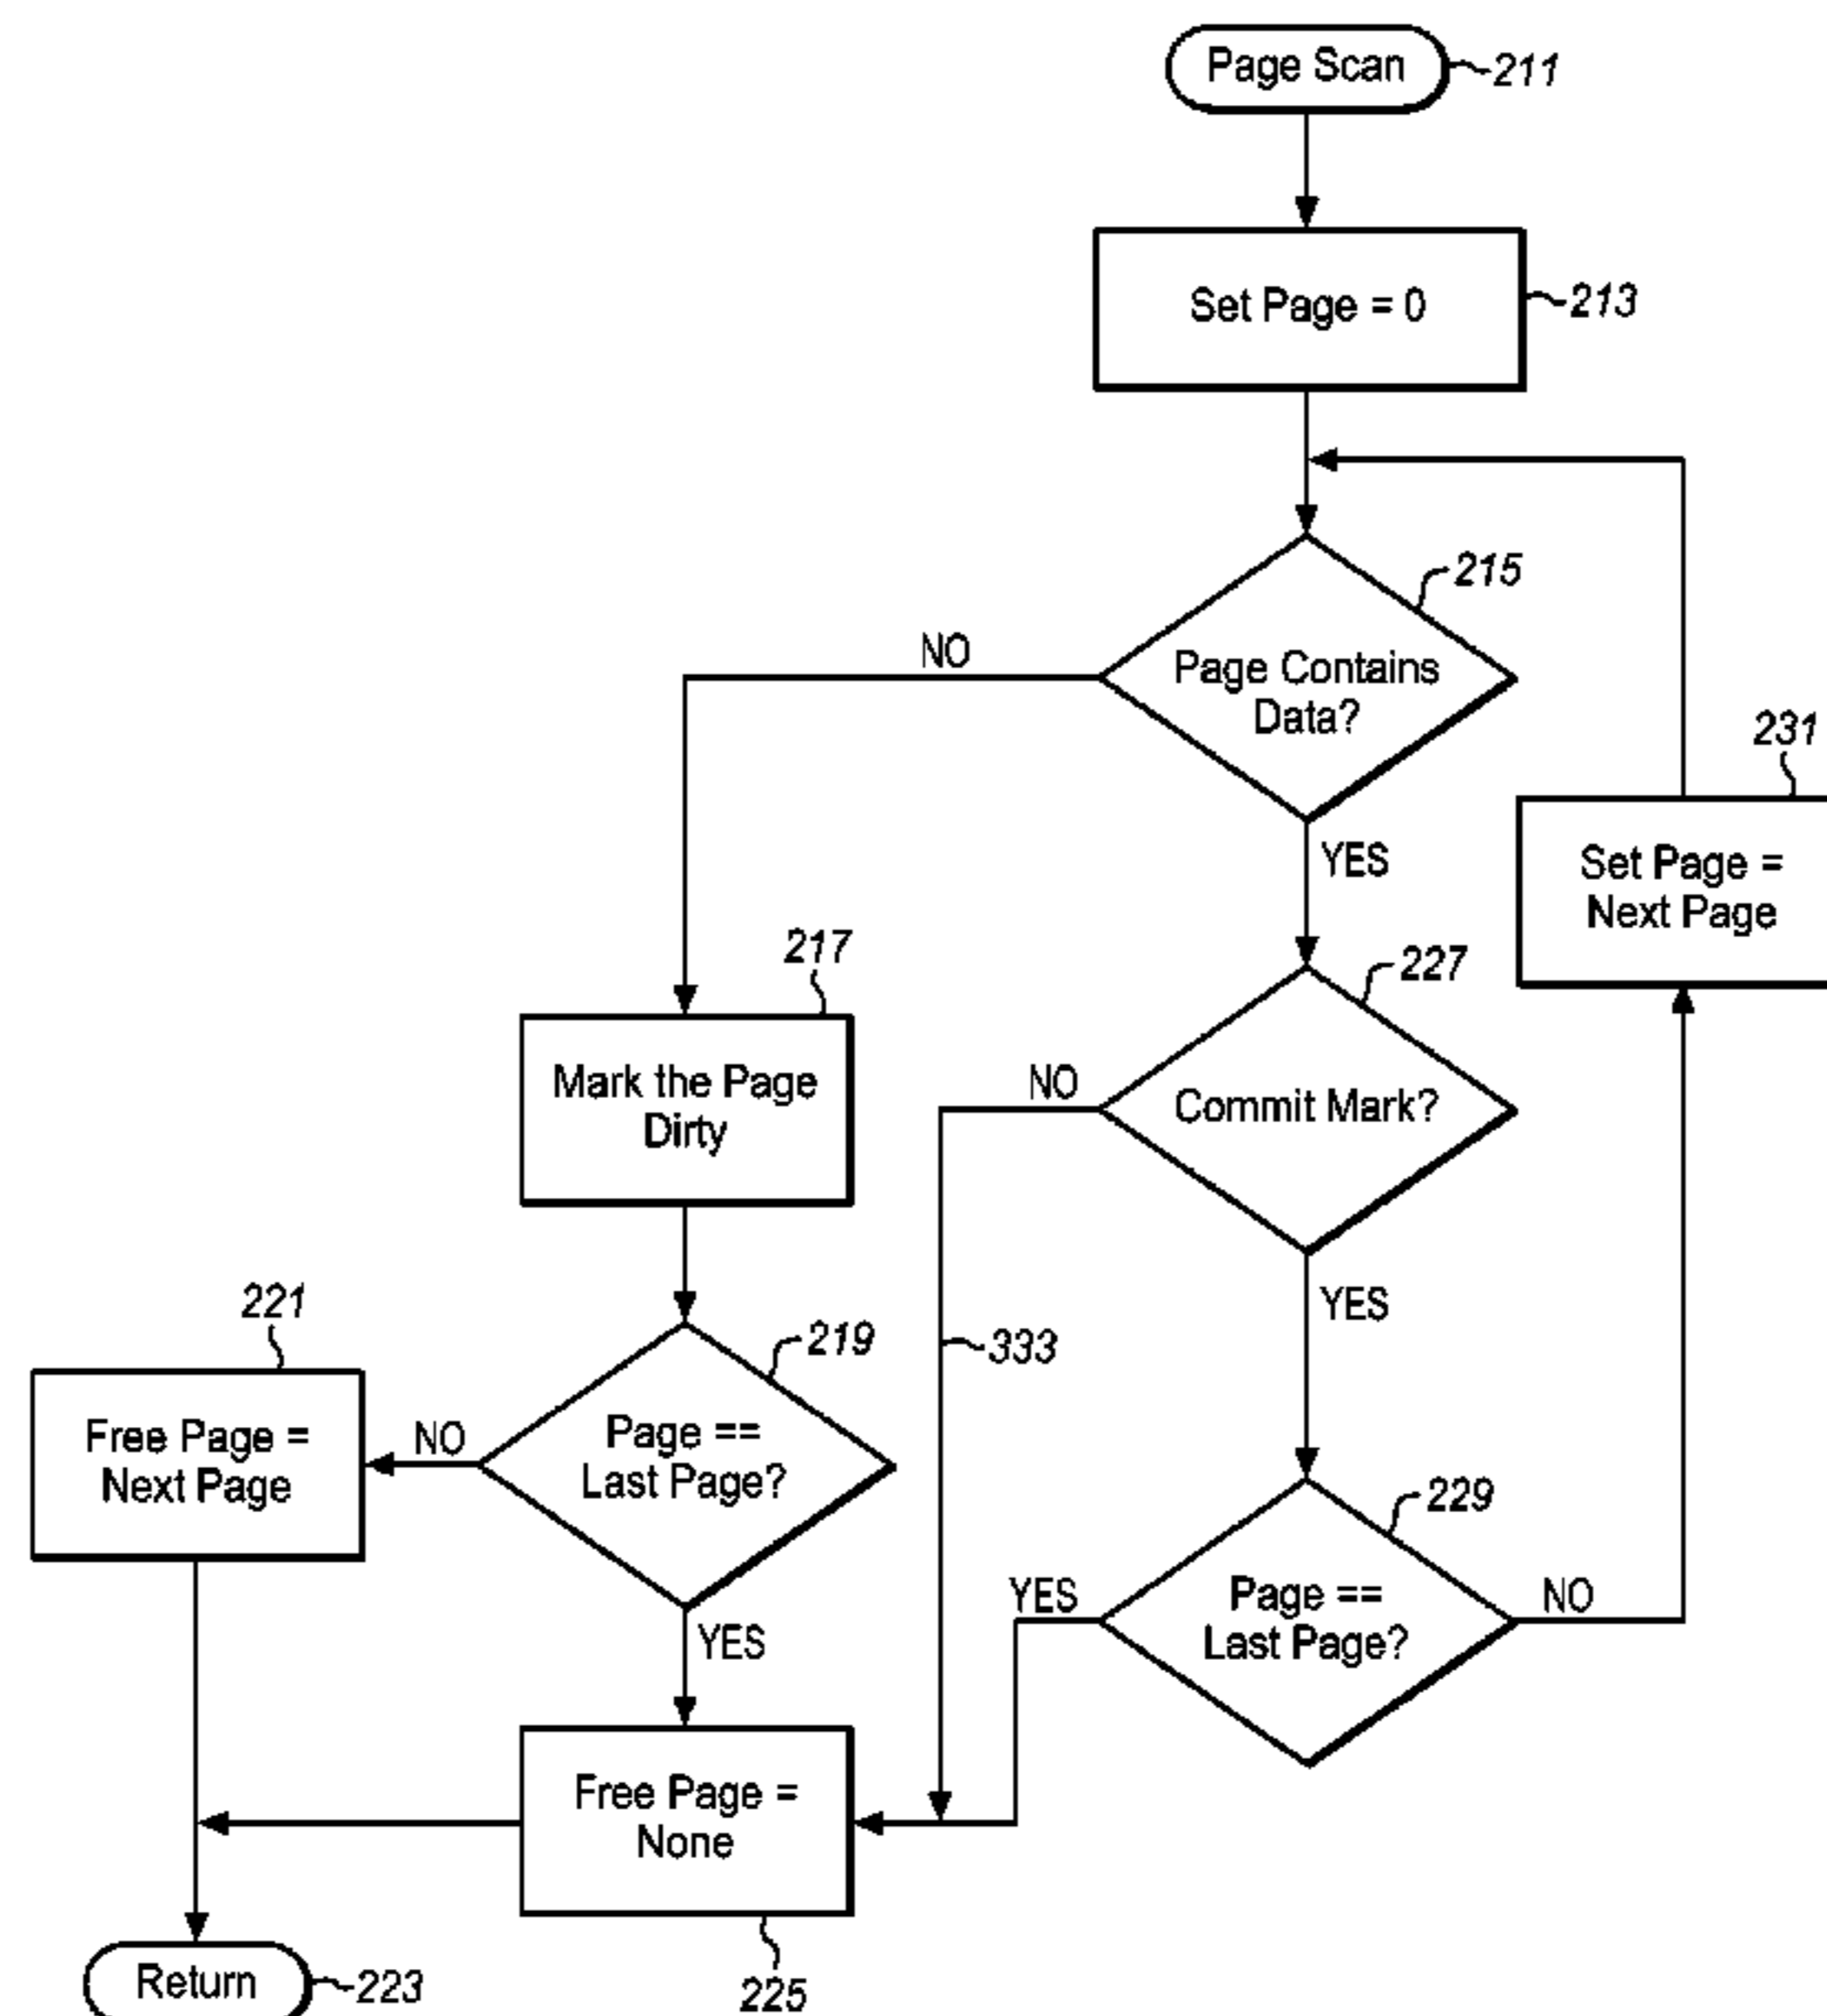 Page Scan
211
Set Page = 0
213
215
NO
Page Contains
Data?
231
YES
Set Page =
Next Page
217
227
Mark the Page
Dirty
NO
Commit Mark?
221
YES
219
333
Free Page =
Next Page
NO
Page ==
Last Page?
229
YES
Page ==
Last Page?
NO
YES
Free Page =
None
Return
223
225